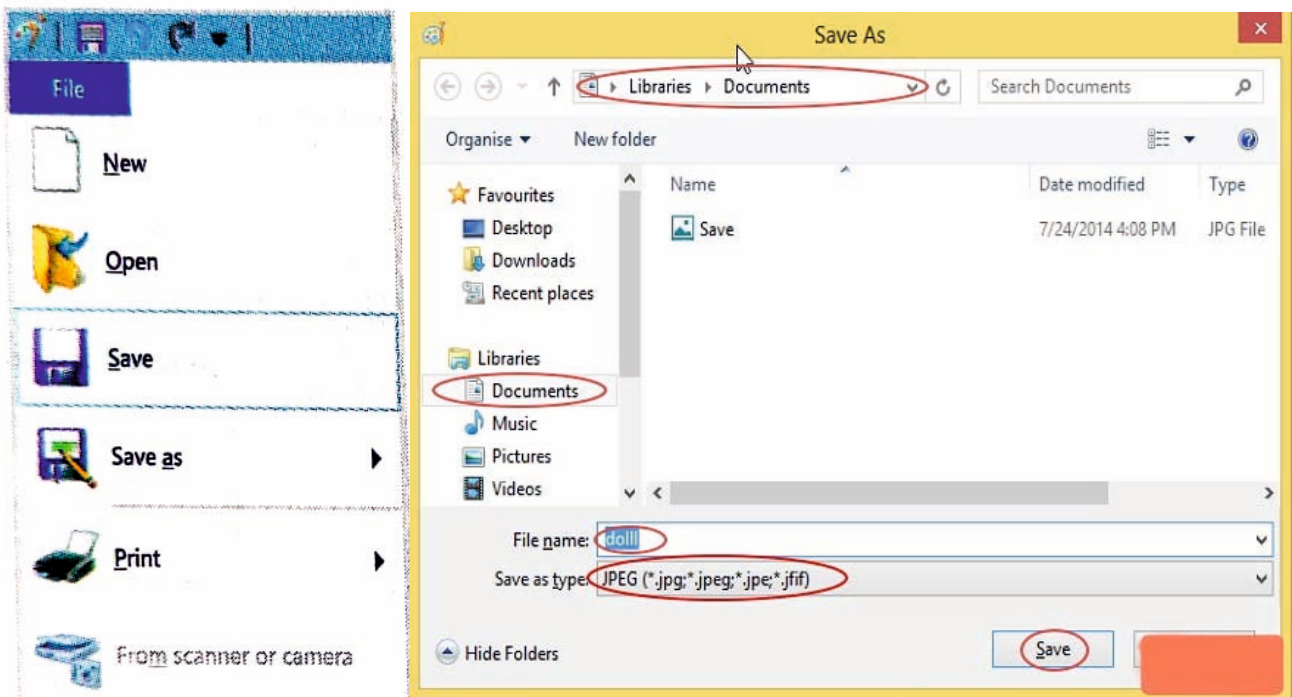 File
New
Open
Save
Save as
Print
From scanner or camera
Save As
Libraries Documents
Search Documents
Organise
New folder
Name
Date modified
Type
Favourites
Desktop
Downloads
Recent places
Save
7/24/2014 4:08 PM
JPG File
Libraries
Documents
Music
Pictures
Videos
File name: dolll
Save as type: JPEG (*.jpg;*.jpeg;*.jpe;*.jfif)
Hide Folders
Save